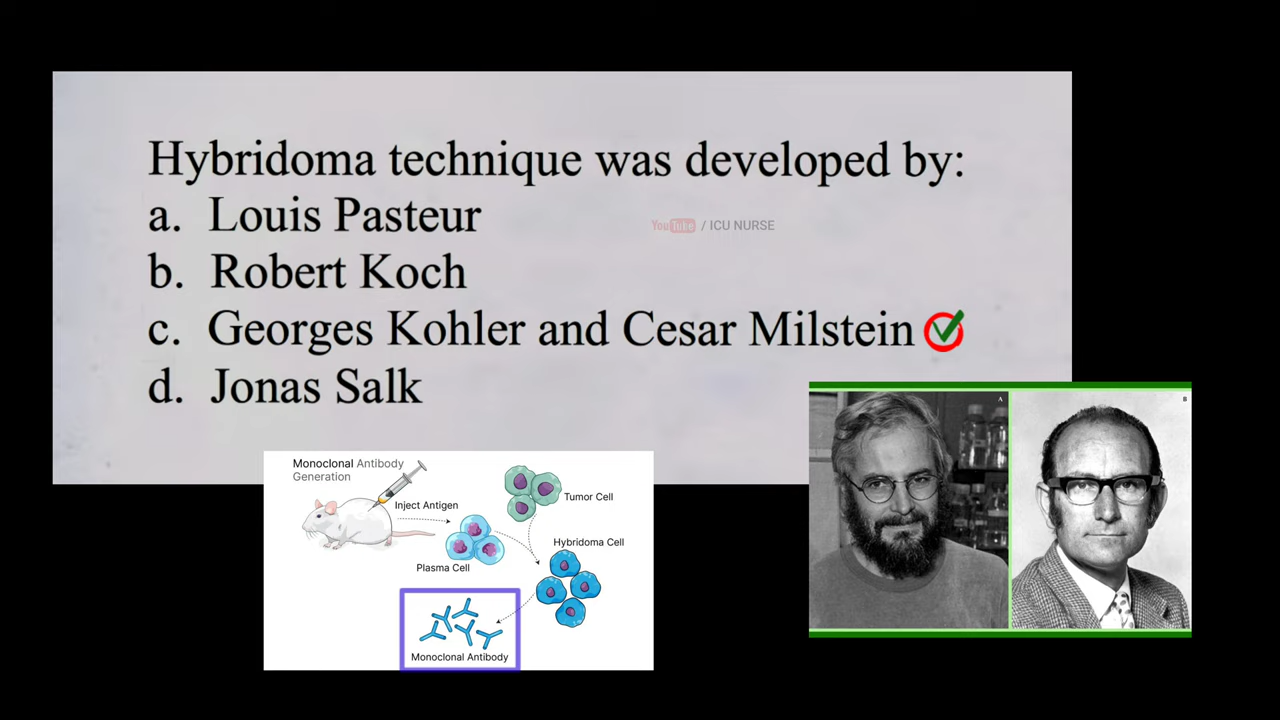 Hybridoma technique was developed by:
a. Louis Pasteur
YouTube / ICU NURSE
b. Robert Koch
c. Georges Kohler and Cesar Milstein
d. Jonas Salk
A
B
Monoclonal Antibody
Generation
Inject Antigen
Tumor Cell
Hybridoma Cell
Plasma Cell
Monoclonal Antibody